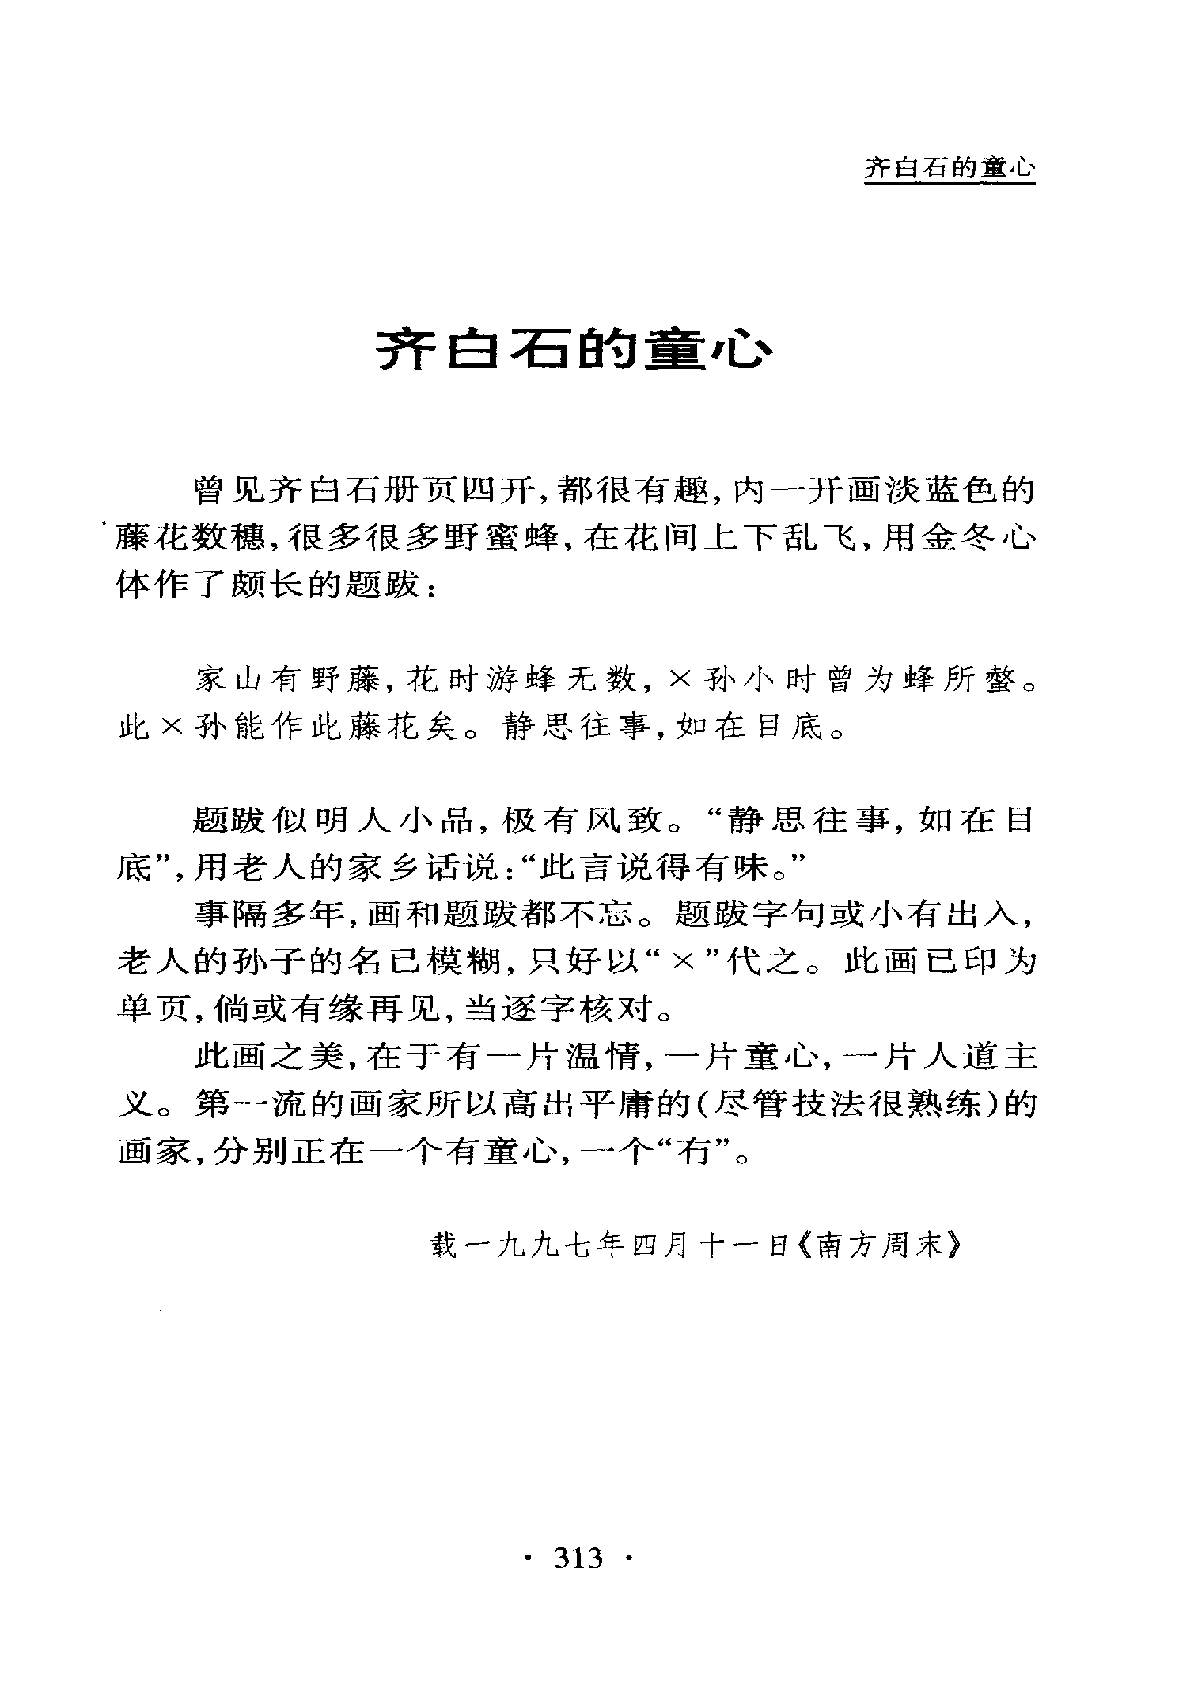 齐白石的童心
齐白石的童心
曾见齐白石册页四开,都很有趣,内一开画淡蓝色的
藤花数穗,很多很多野蜜蜂,在花间上下乱飞,用金冬心
体作了颇长的题跋:
家山有野藤,花时游蜂无数,×孙小时曾为蜂所螫。
此×孙能作此藤花矣。静思往事,如在目底。
题跋似明人小品,极有风致。“静思往事,如在目
底”,用老人的家乡话说:“此言说得有味。”
事隔多年,画和题跋都不忘。题跋字句或小有出入,
老人的孙子的名已模糊,只好以“×”代之。此画已印为
单页,倘或有缘再见,当逐字核对。
此画之美,在于有一片温情,一片童心,一片人道主
义。第一流的画家所以高出平庸的(尽管技法很熟练)的
画家,分别正在一个有童心,一个“冇”。
载一九九七年四月十一日《南方周末》
· 313 ·